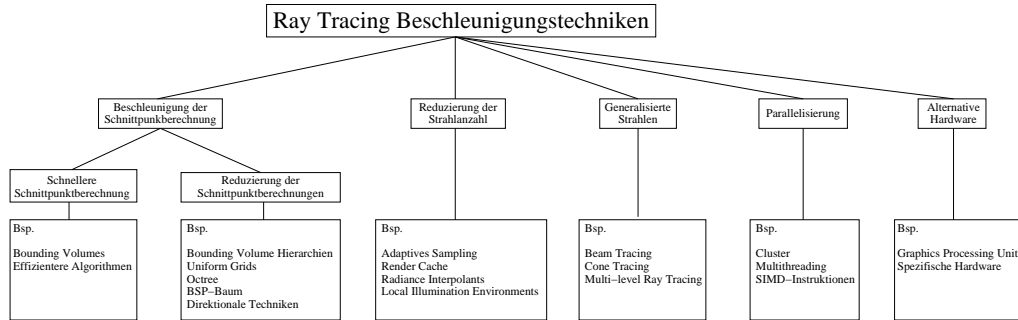 Ray Tracing Beschleunigungstechniken
Beschleunigung der
Schnittpunkberechnung
Reduzierung der
Strahlanzahl
Generalisierte
Strahlen
Parallelisierung
Alternative
Hardware
Schnellere
Schnittpunktberechnung
Reduzierung der
Schnittpunktberechnungen
Bsp.
Bounding Volumes
Effizientere Algorithmen
Bsp.
Bounding Volume Hierarchien
Uniform Grids
Octree
BSP−Baum
Direktionale Techniken
Bsp.
Adaptives Sampling
Render Cache
Radiance Interpolants
Local Illumination Environments
Bsp.
Beam Tracing
Cone Tracing
Multi−level Ray Tracing
Bsp.
Cluster
Multithreading
SIMD−Instruktionen
Bsp.
Graphics Processing Unit
Spezifische Hardware